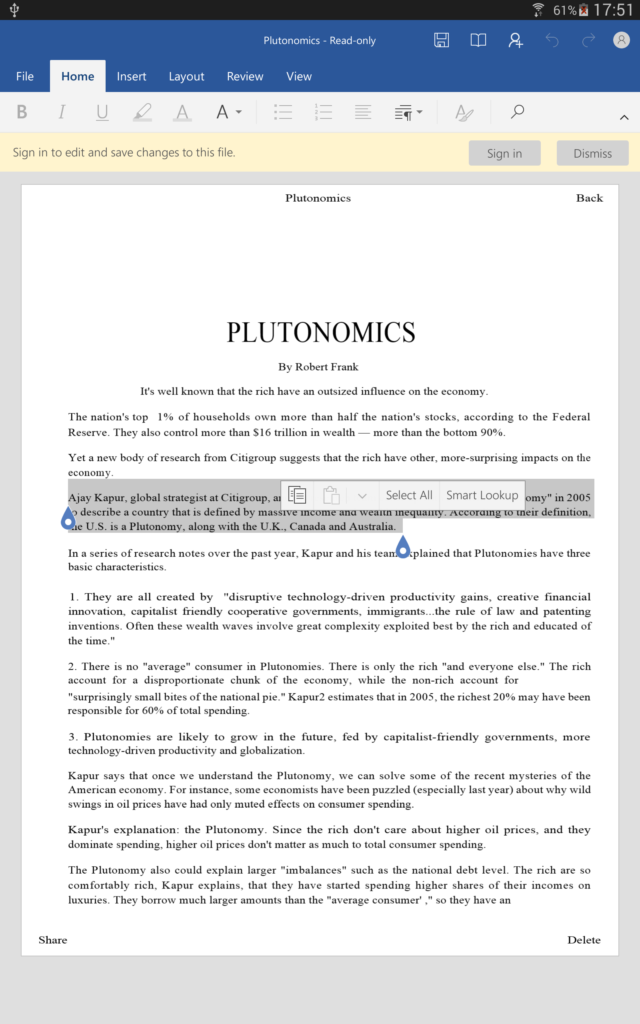 61% 17:51
Plutonomics - Read-only
File Home Insert Layout Review View
B I U A A
Sign in to edit and save changes to this file. Sign in Dismiss
Plutonomics Back
PLUTONOMICS
By Robert Frank
It's well known that the rich have an outsized influence on the economy.
The nation's top 1% of households own more than half the nation's stocks, according to the Federal
Reserve. They also control more than $16 trillion in wealth — more than the bottom 90%.
Yet a new body of research from Citigroup suggests that the rich have other, more-surprising impacts on the
economy.
Select All Smart Lookup
Ajay Kapur, global strategist at Citigroup, omy" in 2005
describe a country that is defined by massive income and wealth inequality. According to their definition,
U.S. is a Plutonomy, along with the U.K., Canada and Australia.
In a series of research notes over the past year, Kapur and his team xplained that Plutonomies have three
basic characteristics.
1. They are all created by "disruptive technology-driven productivity gains, creative financial
innovation, capitalist friendly cooperative governments, immigrants...the rule of law and patenting
inventions. Often these wealth waves involve great complexity exploited best by the rich and educated of
the time."
2. There is no "average" consumer in Plutonomies. There is only the rich "and everyone else." The rich
account for a disproportionate chunk of the economy, while the non-rich account for
"surprisingly small bites of the national pie." Kapur2 estimates that in 2005, the richest 20% may have been
responsible for 60% of total spending.
3. Plutonomies are likely to grow in the future, fed by capitalist-friendly governments, more
technology-driven productivity and globalization.
Kapur says that once we understand the Plutonomy, we can solve some of the recent mysteries of the
American economy. For instance, some economists have been puzzled (especially last year) about why wild
swings in oil prices have had only muted effects on consumer spending.
Kapur's explanation: the Plutonomy. Since the rich don't care about higher oil prices, and they
dominate spending, higher oil prices don't matter as much to total consumer spending.
The Plutonomy also could explain larger "imbalances" such as the national debt level. The rich are so
comfortably rich, Kapur explains, that they have started spending higher shares of their incomes on
luxuries. They borrow much larger amounts than the "average consumer' ," so they have an
Share Delete